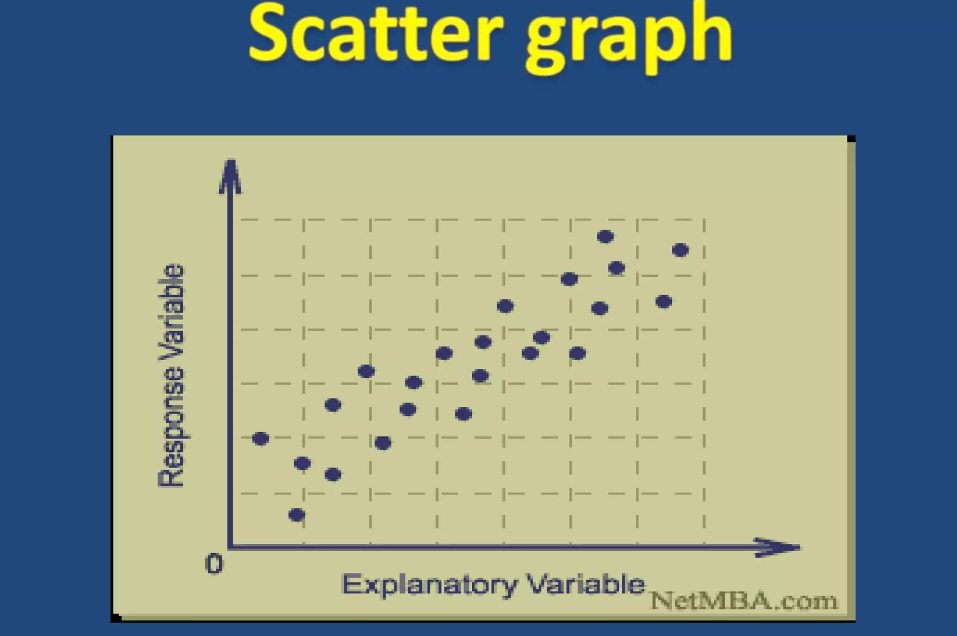 Scatter graph
Response Variable
0
Explanatory Variable
NetMBA.com